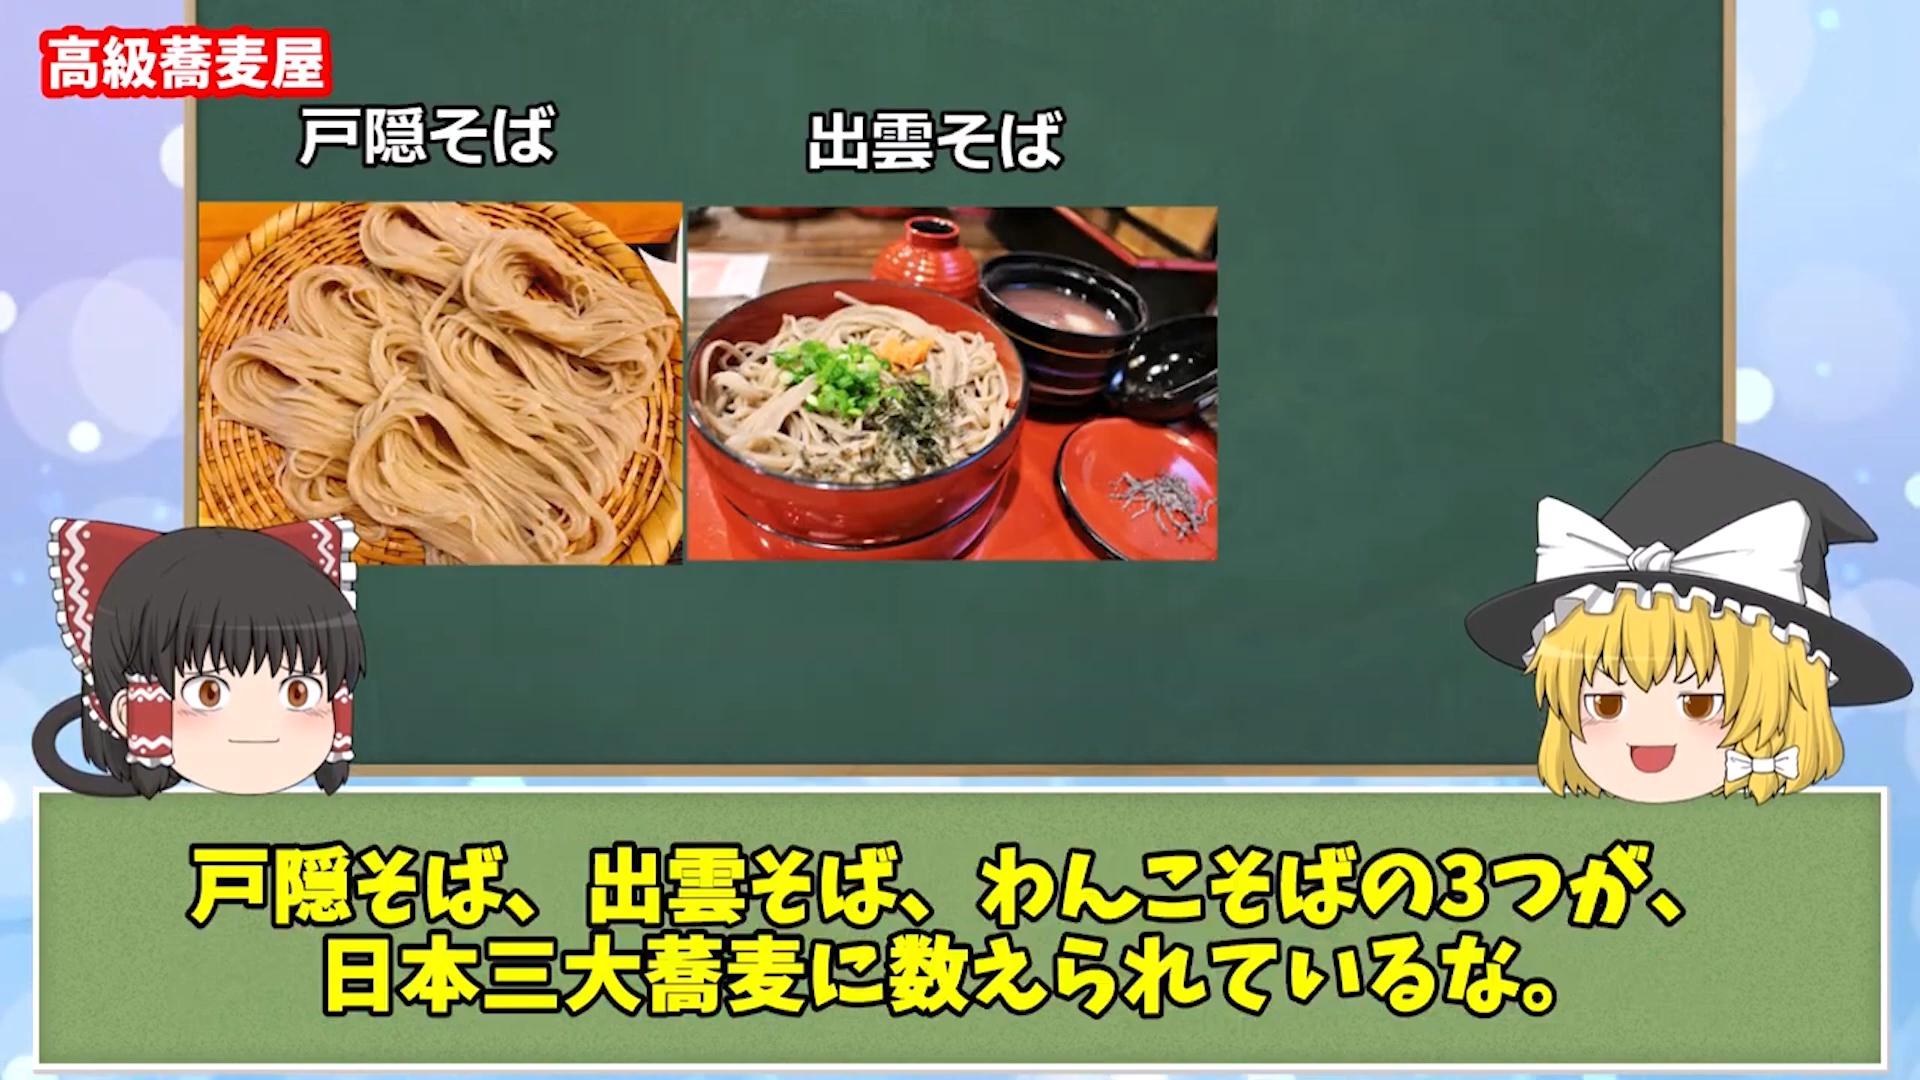 高級蕎麦屋
戸隠そば
出雲そば
戸隠そば、出雲そば、わんこそばの3つが、
日本三大蕎麦に数えられているな。